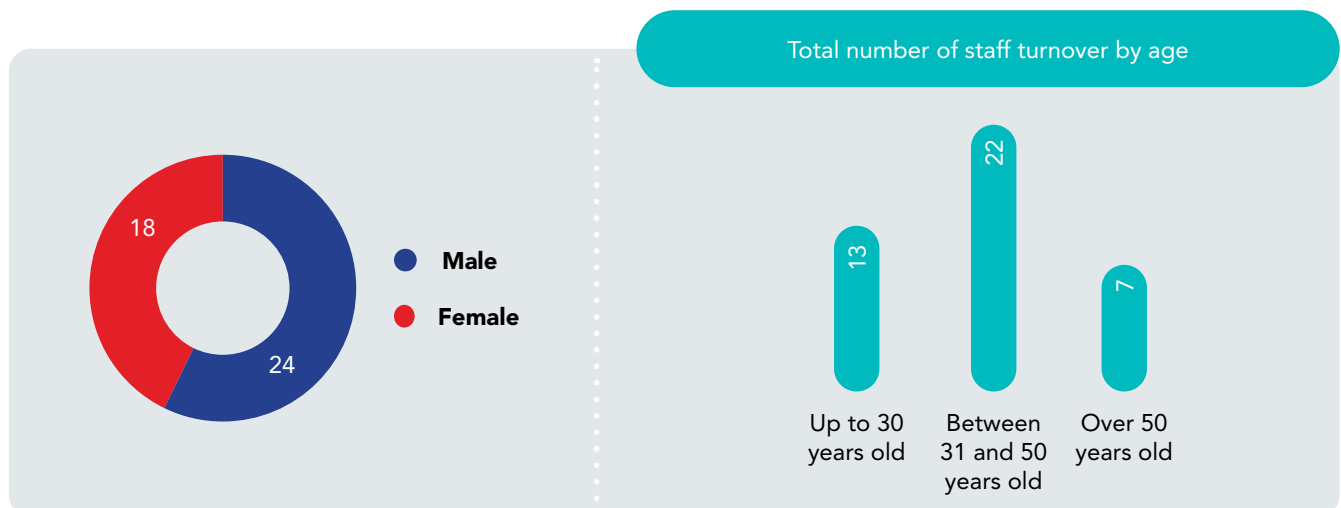 Total number of staff turnover by age
18
24
Male
Female
13
22
7
Up to 30
years old
Between
31 and 50
years old
Over 50
years old